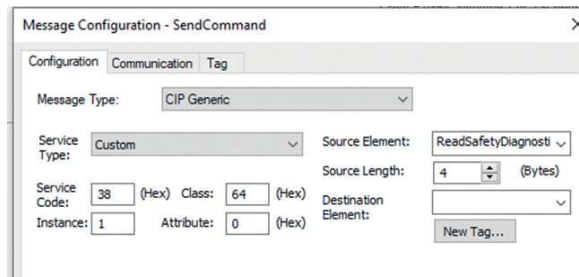 Message Configuration - SendCommand
Configuration Communication Tag
Message Type: CIP Generic
Service Type: Custom
Source Element: ReadSafetyDiagnosti
Source Length: 4 (Bytes)
Service Code: 38 (Hex) Class: 64 (Hex)
Destination Element:
Instance: 1 Attribute: 0 (Hex)
New Tag...